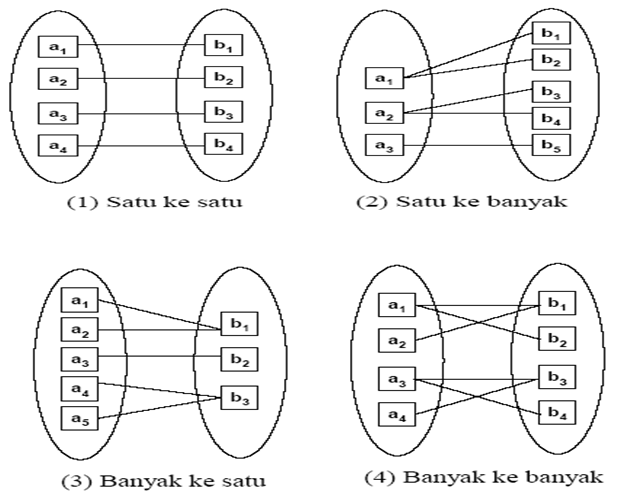 a1 b1
a2 b2
a3 b3
a4 b4
(1) Satu ke satu
b1
b2
a1
b3
a2 b4
a3 b5
(2) Satu ke banyak
a1
b1
a2
a3 b2
a4
b3
a5
(3) Banyak ke satu
a1 b1
a2 b2
a3 b3
a4 b4
(4) Banyak ke banyak